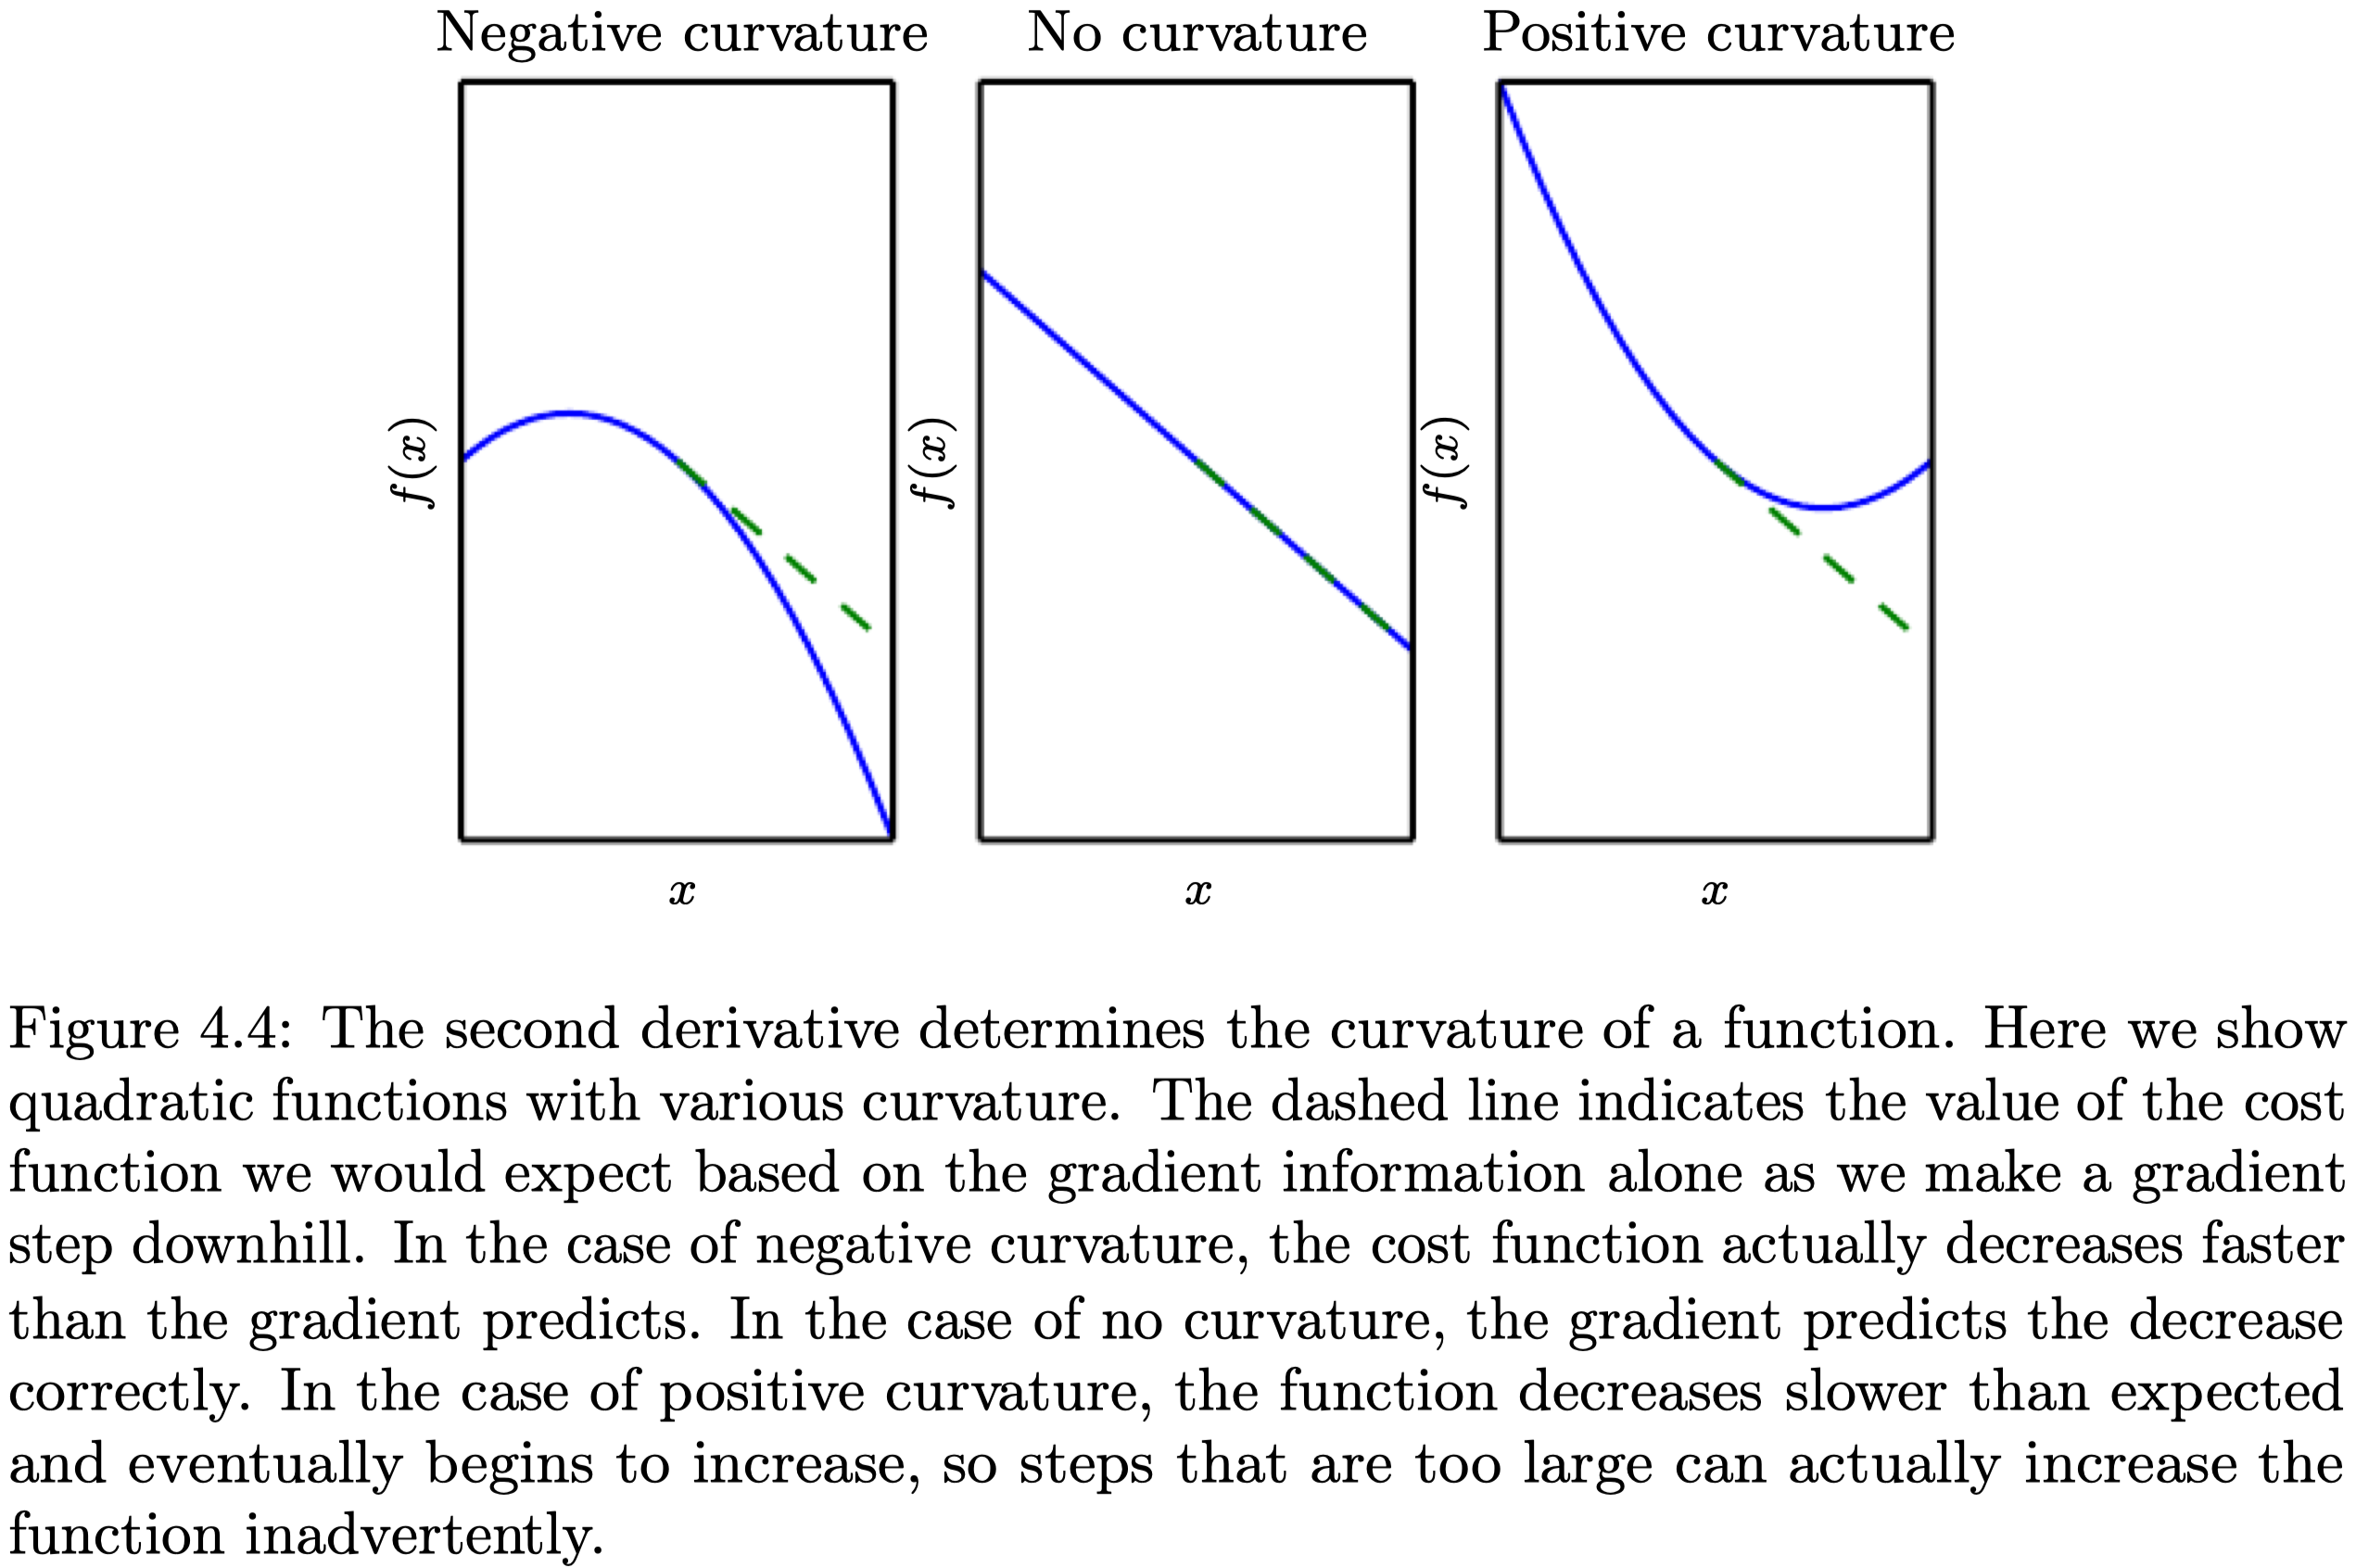 Negative curvature
No curvature
Positive curvature
f(x)
f(x)
f(x)
x
x
x
Figure 4.4: The second derivative determines the curvature of a function. Here we show
quadratic functions with various curvature. The dashed line indicates the value of the cost
function we would expect based on the gradient information alone as we make a gradient
step downhill. In the case of negative curvature, the cost function actually decreases faster
than the gradient predicts. In the case of no curvature, the gradient predicts the decrease
correctly. In the case of positive curvature, the function decreases slower than expected
and eventually begins to increase, so steps that are too large can actually increase the
function inadvertently.